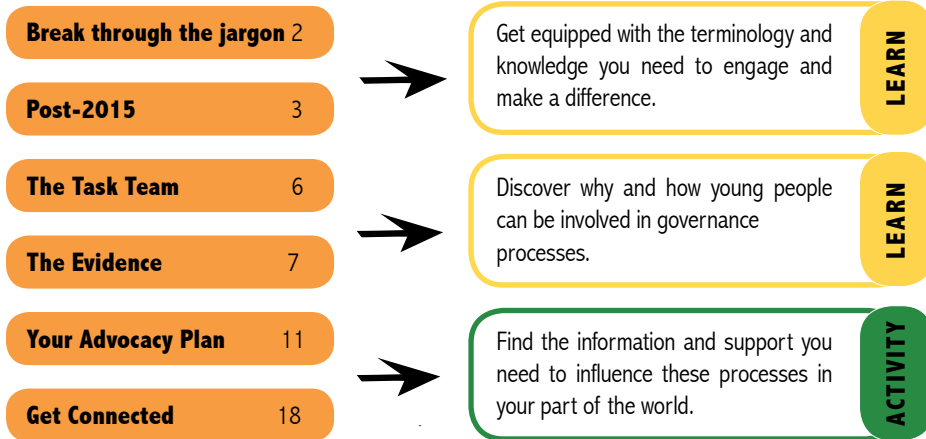 Break through the jargon 2
Post-2015 3
Get equipped with the terminology and
knowledge you need to engage and
make a difference.
LEARN
The Task Team 6
The Evidence 7
Discover why and how young people
can be involved in governance
processes.
LEARN
Your Advocacy Plan 11
Get Connected 18
Find the information and support you
need to influence these processes in
your part of the world.
ACTIVITY